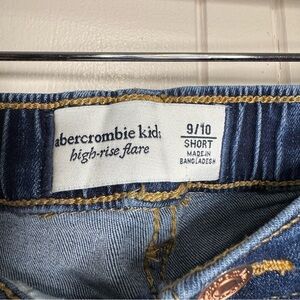 abercrombie kids
high-rise flare
9/10
SHORT
MADE IN
BANGLADESH